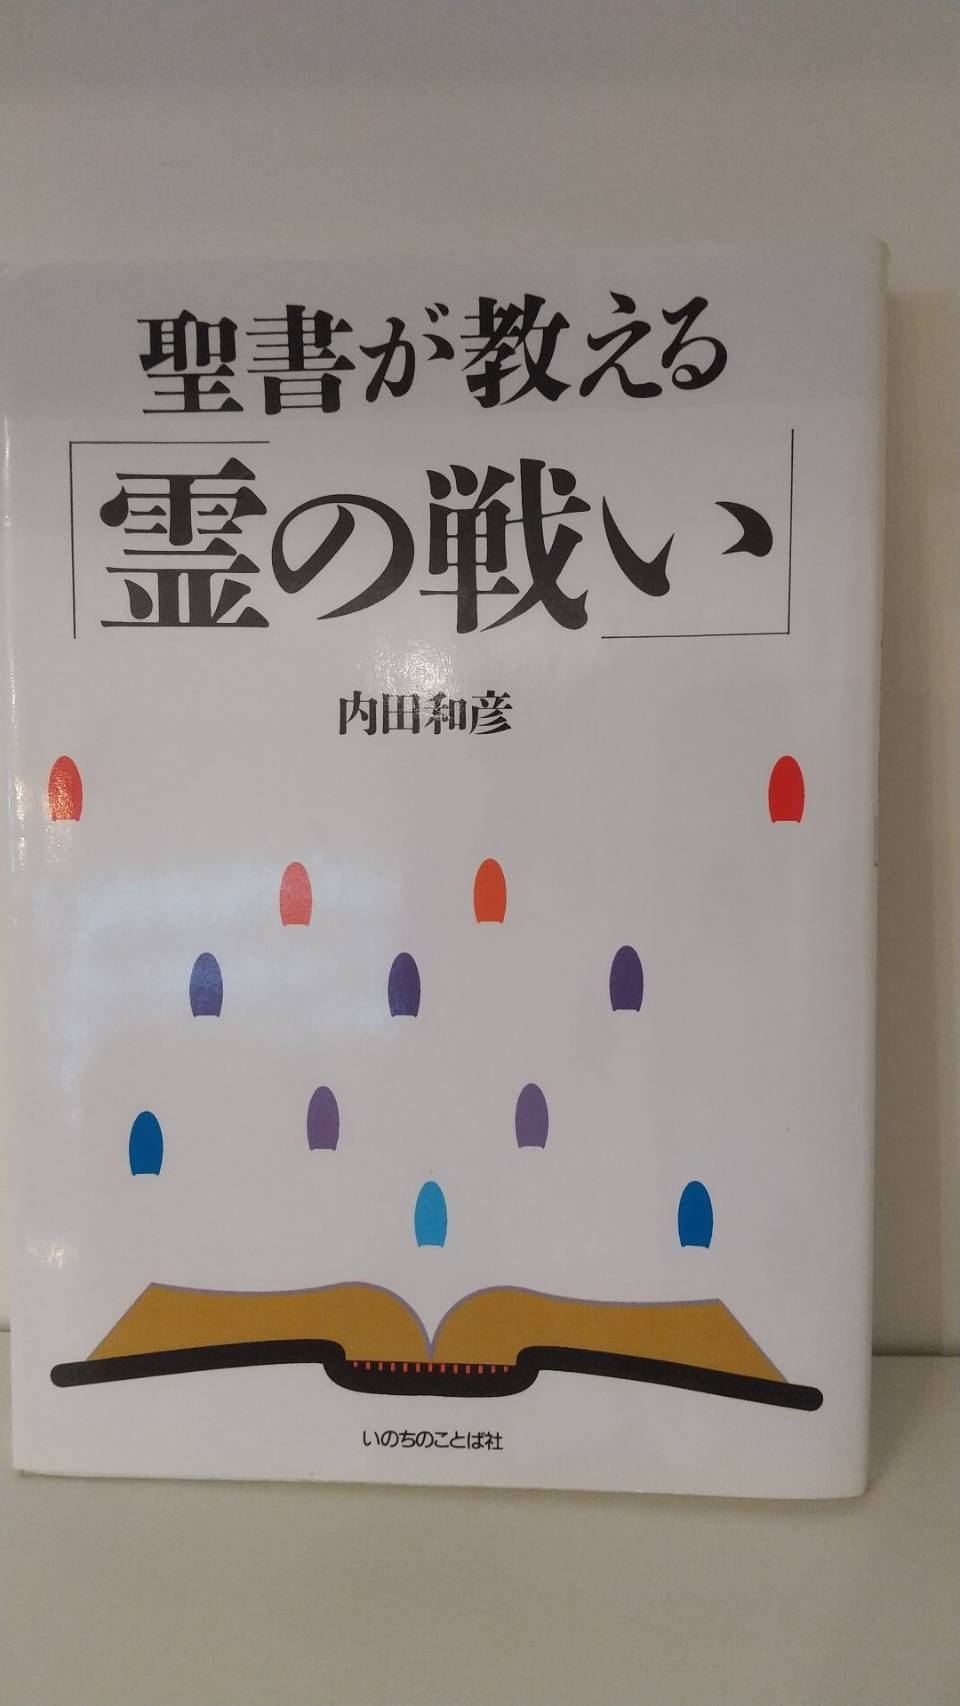 聖書が教える
「霊の戦い」
内田和彦
いのちのことば社